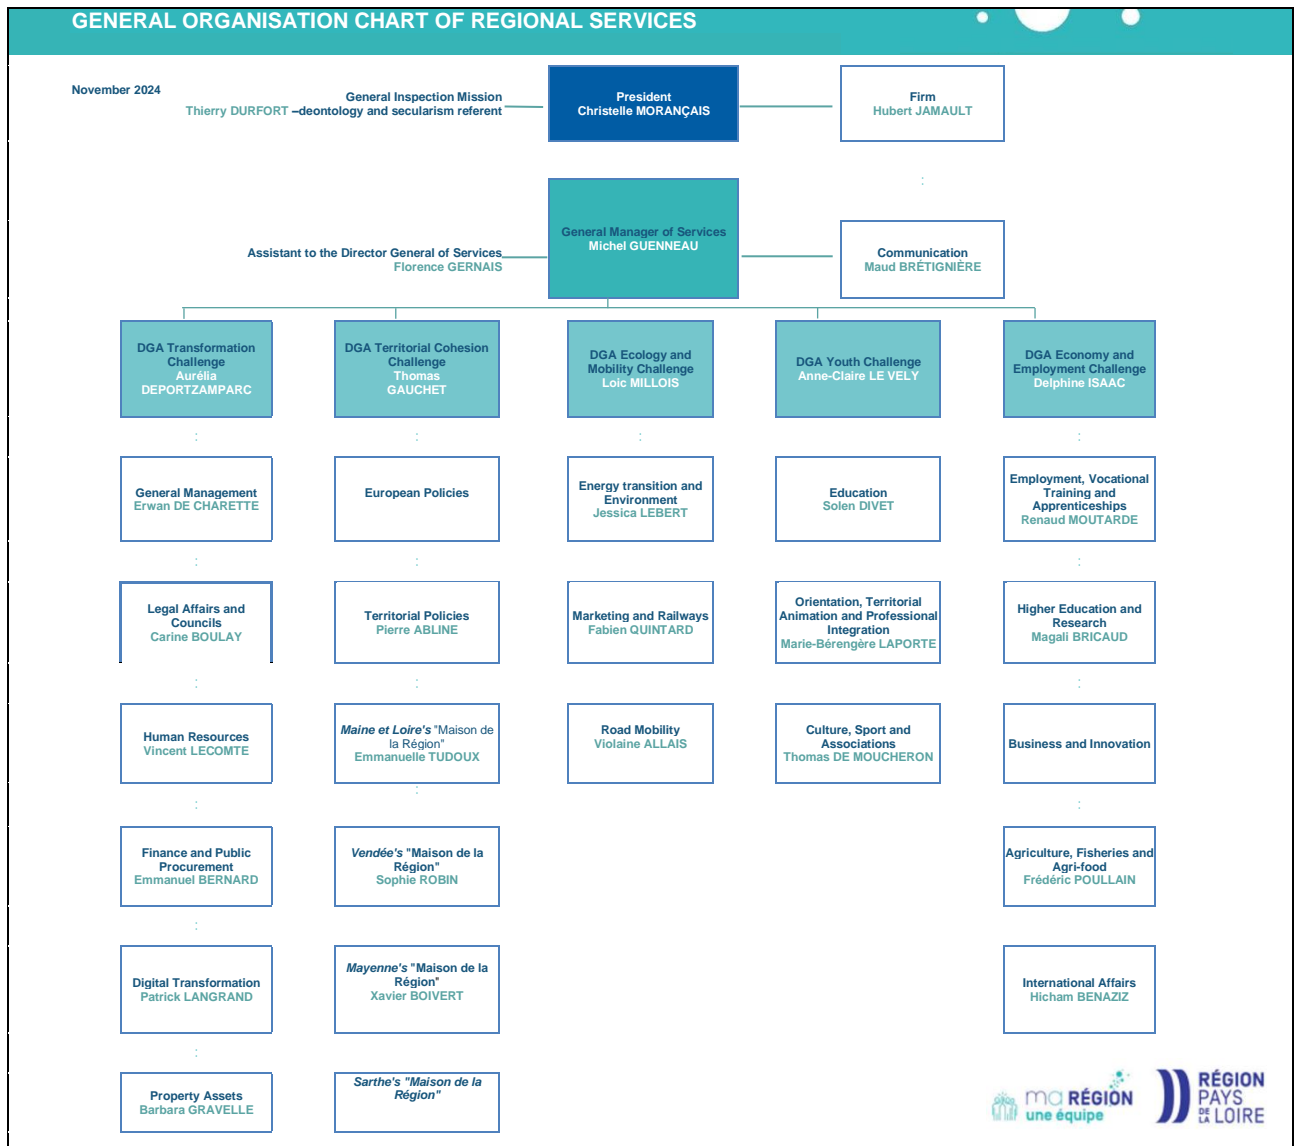 GENERAL ORGANISATION CHART OF REGIONAL SERVICES
November 2024
General Inspection Mission
Thierry DURFORT –deontology and secularism referent
President
Christelle MORANÇAIS
Firm
Hubert JAMAULT
:
General Manager of Services
Michel GUENNEAU
Assistant to the Director General of Services
Florence GERNAIS
Communication
Maud BRÉTIGNIÈRE
DGA Transformation
Challenge
Aurélia
DEPORTZAMPARC
DGA Territorial Cohesion
Challenge
Thomas
GAUCHET
DGA Ecology and
Mobility Challenge
Loic MILLOIS
DGA Youth Challenge
Anne-Claire LE VELY
DGA Economy and
Employment Challenge
Delphine ISAAC
: : : :
General Management
Erwan DE CHARETTE
European Policies
Energy transition and
Environment
Jessica LEBERT
Education
Solen DIVET
Employment, Vocational
Training and
Apprenticeships
Renaud MOUTARDE
: : :
Legal Affairs and
Councils
Carine BOULAY
Territorial Policies
Pierre ABLINE
Marketing and Railways
Fabien QUINTARD
Orientation, Territorial
Animation and Professional
Integration
Marie-Bérengère LAPORTE
Higher Education and
Research
Magali BRICAUD
: : :
Human Resources
Vincent LECOMTE
Maine et Loire's "Maison de
la Région"
Emmanuelle TUDOUX
Road Mobility
Violaine ALLAIS
Culture, Sport and
Associations
Thomas DE MOUCHERON
Business and Innovation
: : :
Finance and Public
Procurement
Emmanuel BERNARD
Vendée's "Maison de la
Région"
Sophie ROBIN
Agriculture, Fisheries and
Agri-food
Frédéric POULLAIN
:
Digital Transformation
Patrick LANGRAND
Mayenne's "Maison de la
Région"
Xavier BOIVERT
International Affairs
Hicham BENAZIZ
:
Property Assets
Barbara GRAVELLE
Sarthe's "Maison de la
Région"
ma RÉGION
une équipe
RÉGION
PAYS
DE LA LOIRE